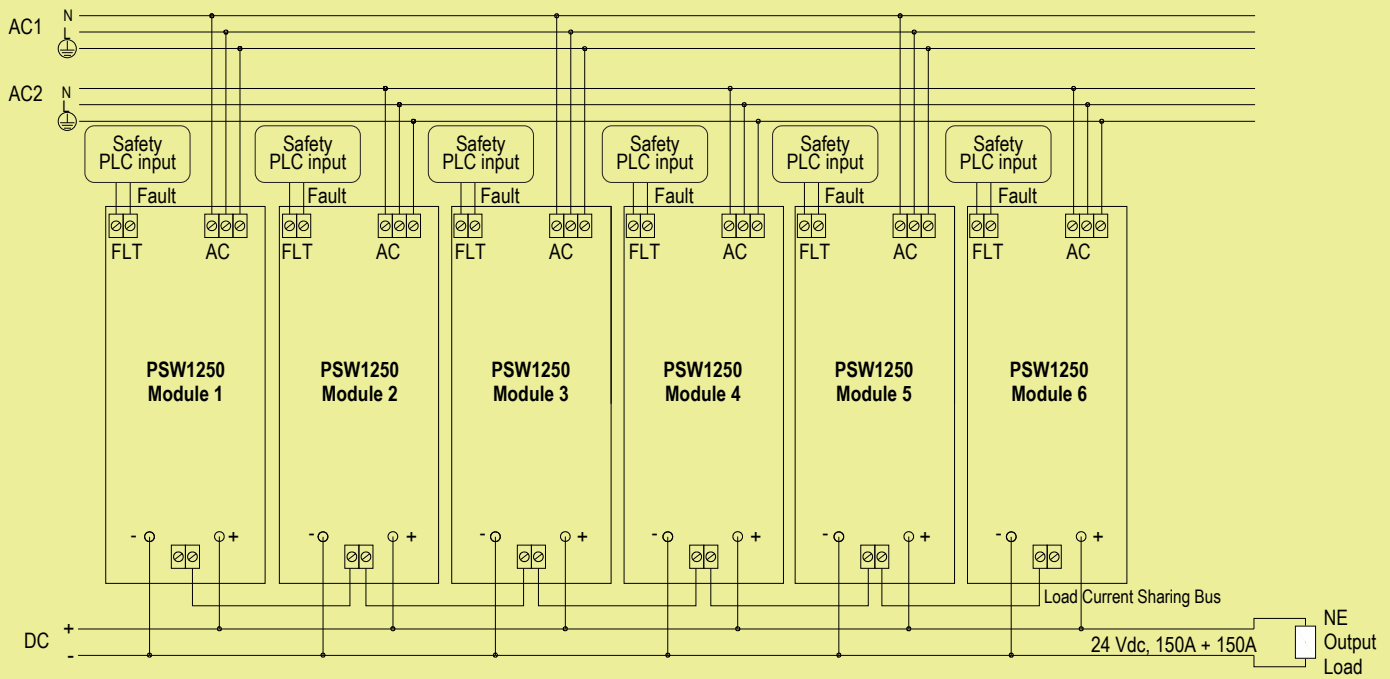 AC1
N
L
AC2
N
L
Safety
PLC input
Safety
PLC input
Safety
PLC input
Safety
PLC input
Safety
PLC input
Safety
PLC input
Fault
Fault
Fault
Fault
Fault
Fault
FLT AC
FLT AC
FLT AC
FLT AC
FLT AC
FLT AC
PSW1250
Module 1
PSW1250
Module 2
PSW1250
Module 3
PSW1250
Module 4
PSW1250
Module 5
PSW1250
Module 6
- +
- +
- +
- +
- +
- +
Load Current Sharing Bus
DC
+
-
24 Vdc, 150A + 150A
NE
Output
Load